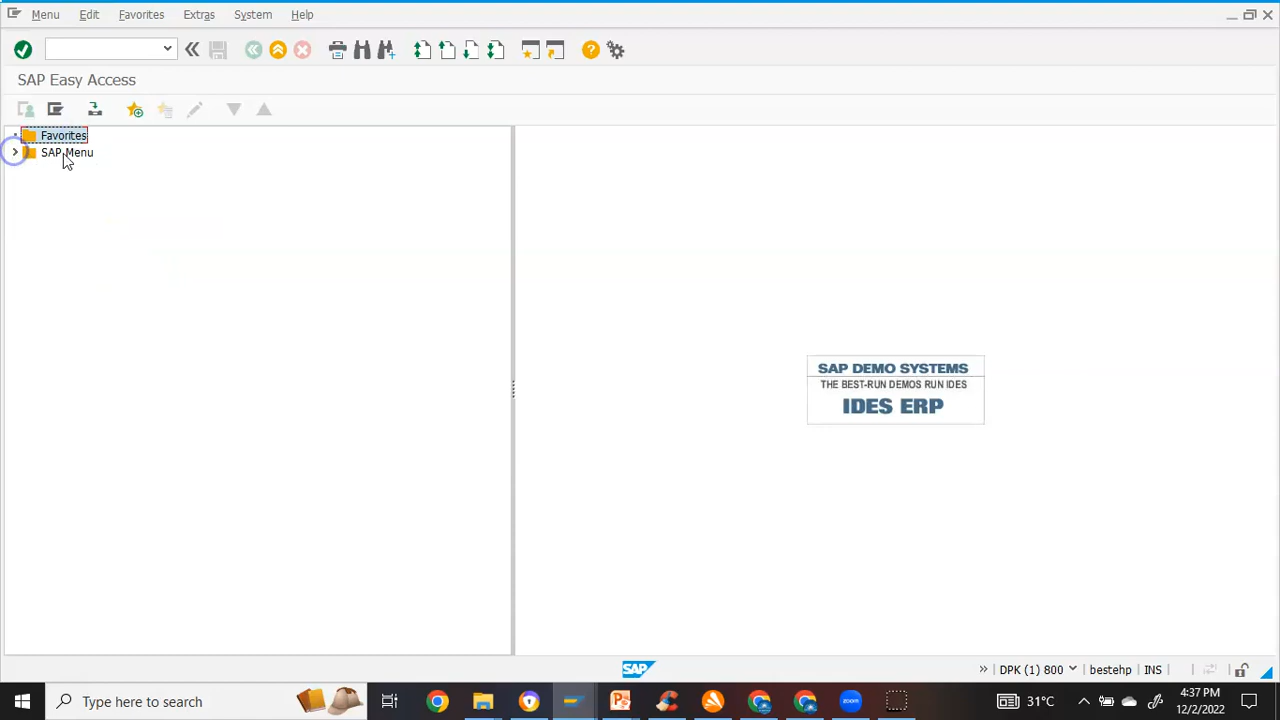 Menu Edit Favorites Extras System Help
SAP Easy Access
Favorites
SAP Menu
SAP DEMO SYSTEMS
THE BEST-RUN DEMOS RUN IDES
IDES ERP
SAP
DPK (1) 800
bestehp
INS
Type here to search
zoom
31°C
4:37 PM
12/2/2022